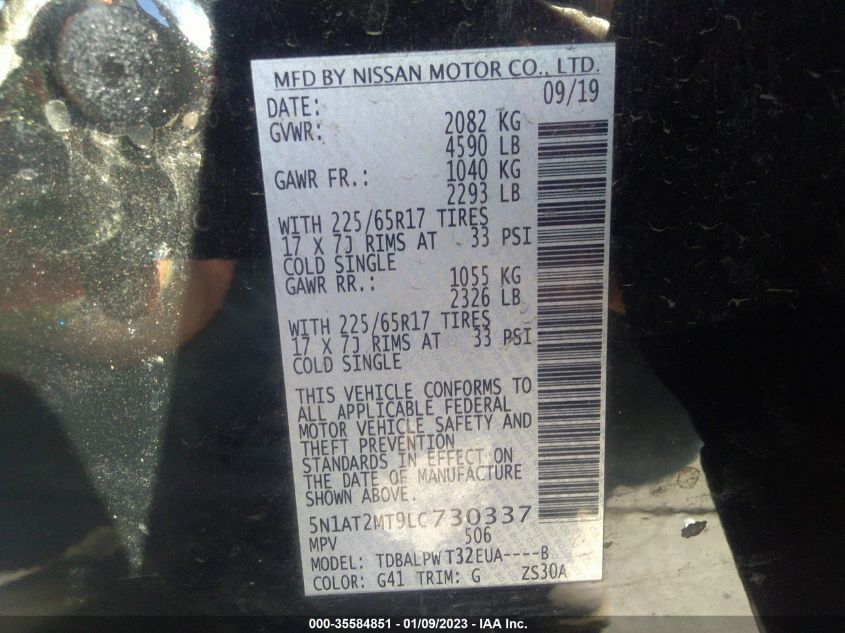 MFD BY NISSAN MOTOR CO., LTD.
DATE: 09/19
GVWR: 2082 KG
4590 LB
GAWR FR.: 1040 KG
2293 LB
WITH 225/65R17 TIRES
17 X 7J RIMS AT 33 PSI
COLD SINGLE
GAWR RR.: 1055 KG
2326 LB
WITH 225/65R17 TIRES
17 X 7J RIMS AT 33 PSI
COLD SINGLE
THIS VEHICLE CONFORMS TO
ALL APPLICABLE FEDERAL
MOTOR VEHICLE SAFETY AND
THEFT PREVENTION
STANDARDS IN EFFECT ON
THE DATE OF MANUFACTURE
SHOWN ABOVE.
5N1AT2MT9LC730337
MPV 506
MODEL: TDBALPWT32EUA----B
COLOR: G41 TRIM: G ZS30A
000-35584851 - 01/09/2023 - IAA Inc.